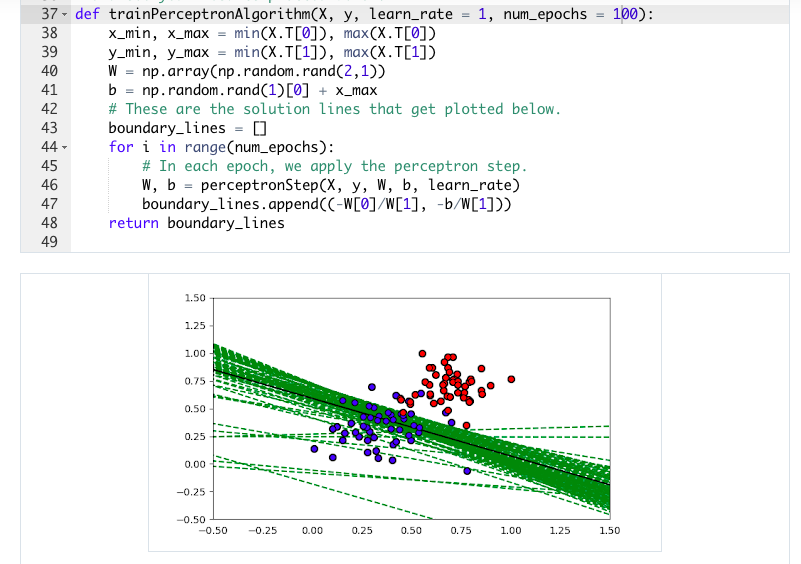 37 def trainPerceptronAlgorithm(X, y, learn_rate = 1, num_epochs = 100):
38 x_min, x_max = min(X.T[0]), max(X.T[0])
39 y_min, y_max = min(X.T[1]), max(X.T[1])
40 W = np.array(np.random.rand(2,1))
41 b = np.random.rand(1)[0] + x_max
42 # These are the solution lines that get plotted below.
43 boundary_lines = []
44 for i in range(num_epochs):
45 # In each epoch, we apply the perceptron step.
46 W, b = perceptronStep(X, y, W, b, learn_rate)
47 boundary_lines.append((-W[0]/W[1], -b/W[1]))
48 return boundary_lines
49
1.50
1.25
1.00
0.75
0.50
0.25
0.00
−0.25
−0.50
−0.50 −0.25 0.00 0.25 0.50 0.75 1.00 1.25 1.50